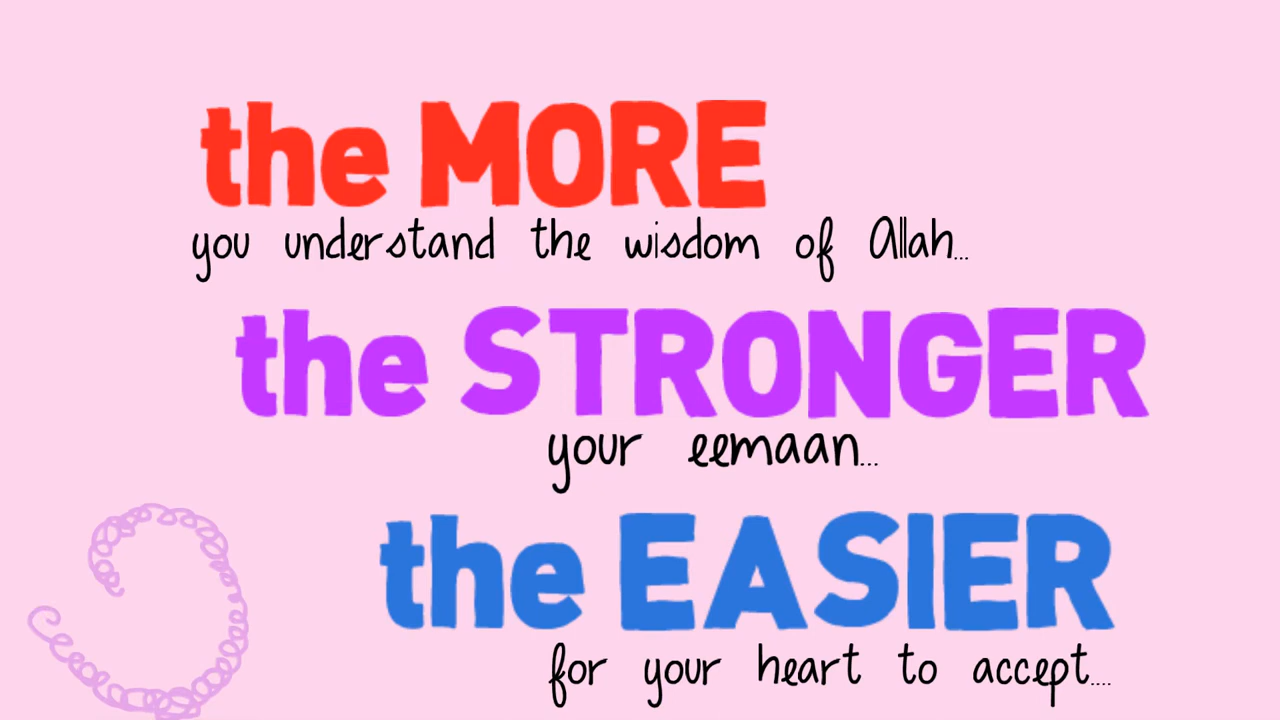 the MORE
you understand the wisdom of Allah...
the STRONGER
your eemaan...
the EASIER
for your heart to accept....